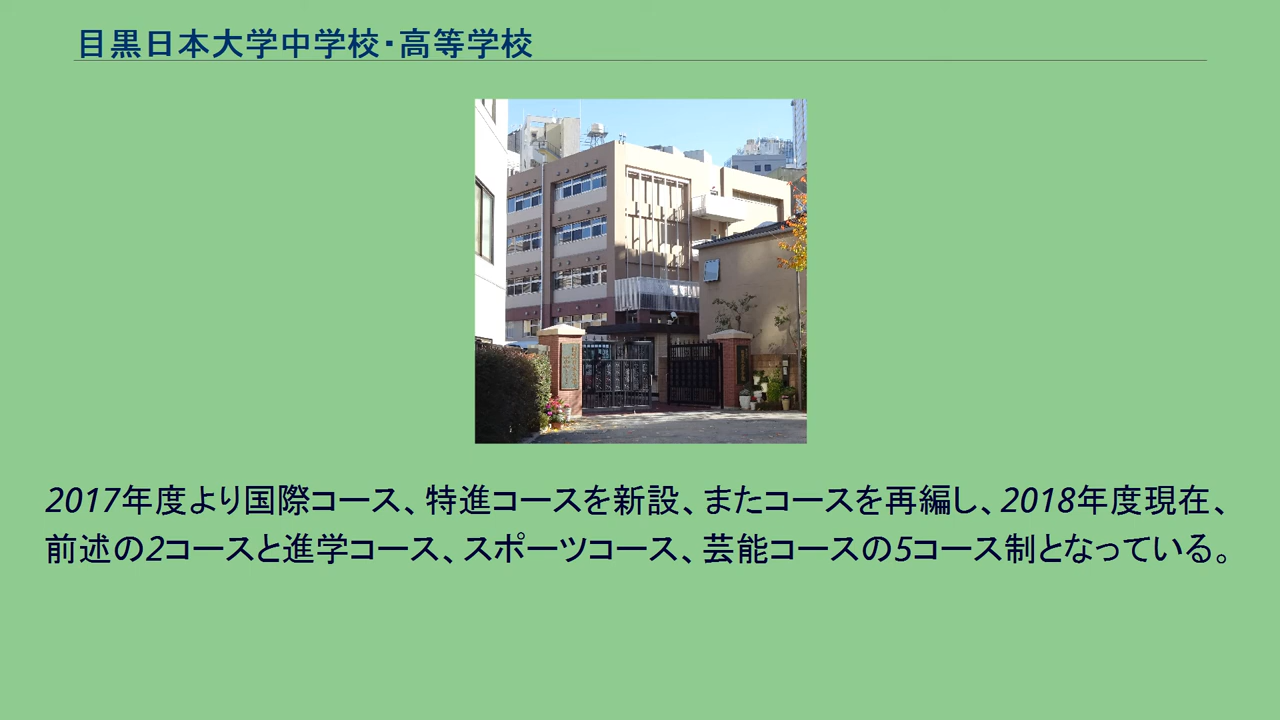 目黒日本大学中学校・高等学校
2017年度より国際コース、特進コースを新設、またコースを再編し、2018年度現在、
前述の2コースと進学コース、スポーツコース、芸能コースの5コース制となっている。